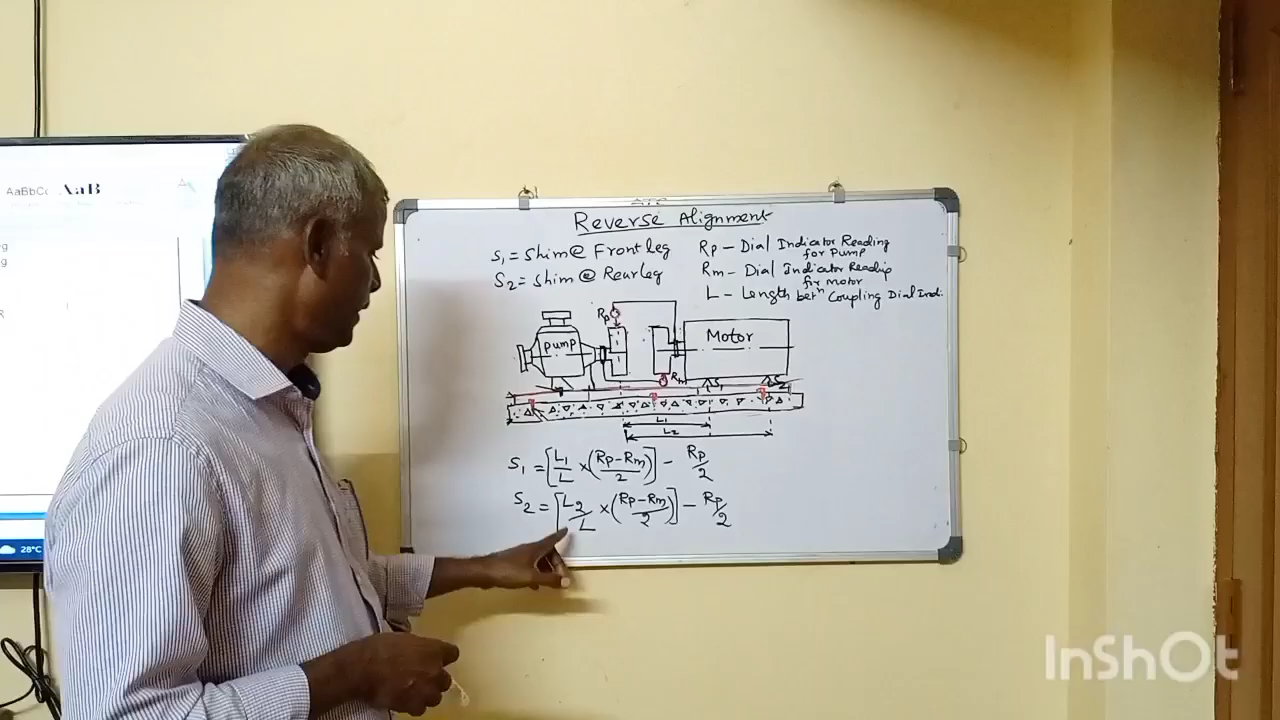 AaBbCc AaB
28°C
Reverse Alignment
S1 = Shim @ Front leg
S2 = Shim @ Rear leg
Rp - Dial Indicator Reading
for Pump
Rm - Dial Indicator Readip
for Motor
L - Length betⁿ Coupling Dial Indi.
Rp
Pump
Motor
Rm
S1
S2
L1
L2
S1 = [L1/L × (Rp-Rm/2)] - Rp/2
S2 = [L2/L × (Rp-Rm/2)] - Rp/2
InShOt